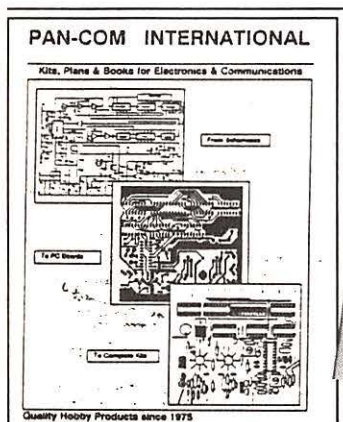 PAN-COM INTERNATIONAL
Kits, Plans & Books for Electronics & Communications
From Schematics
To PC Boards
To Complete Kits
Quality Hobby Products since 1975